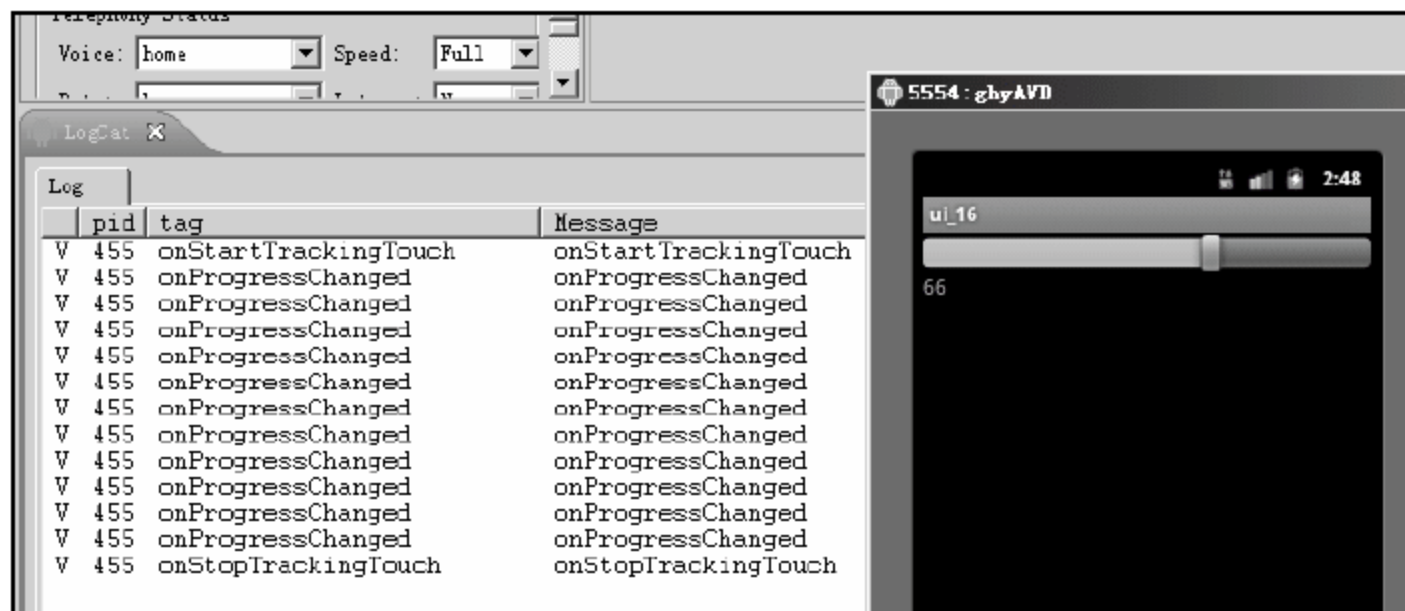 Telephony Status
Voice: home Speed: Full
LogCat
Log
pid tag Message
V 455 onStartTrackingTouch onStartTrackingTouch
V 455 onProgressChanged onProgressChanged
V 455 onProgressChanged onProgressChanged
V 455 onProgressChanged onProgressChanged
V 455 onProgressChanged onProgressChanged
V 455 onProgressChanged onProgressChanged
V 455 onProgressChanged onProgressChanged
V 455 onProgressChanged onProgressChanged
V 455 onProgressChanged onProgressChanged
V 455 onProgressChanged onProgressChanged
V 455 onProgressChanged onProgressChanged
V 455 onProgressChanged onProgressChanged
V 455 onStopTrackingTouch onStopTrackingTouch
5554:ghyAVD
2:48
ui_16
66